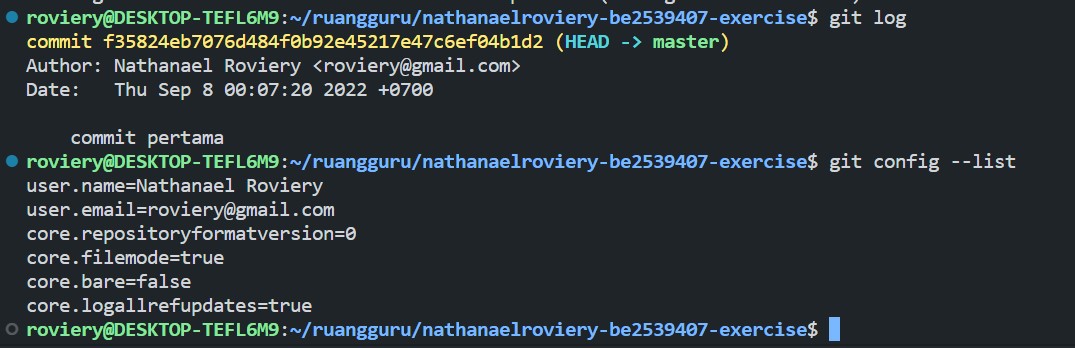 roviery@DESKTOP-TEFL6M9:~/ruangguru/nathanaelroviery-be2539407-exercise$ git log
commit f35824eb7076d484f0b92e45217e47c6ef04b1d2 (HEAD -> master)
Author: Nathanael Roviery <roviery@gmail.com>
Date:   Thu Sep 8 00:07:20 2022 +0700
    commit pertama
roviery@DESKTOP-TEFL6M9:~/ruangguru/nathanaelroviery-be2539407-exercise$ git config --list
user.name=Nathanael Roviery
user.email=roviery@gmail.com
core.repositoryformatversion=0
core.filemode=true
core.bare=false
core.logallrefupdates=true
roviery@DESKTOP-TEFL6M9:~/ruangguru/nathanaelroviery-be2539407-exercise$